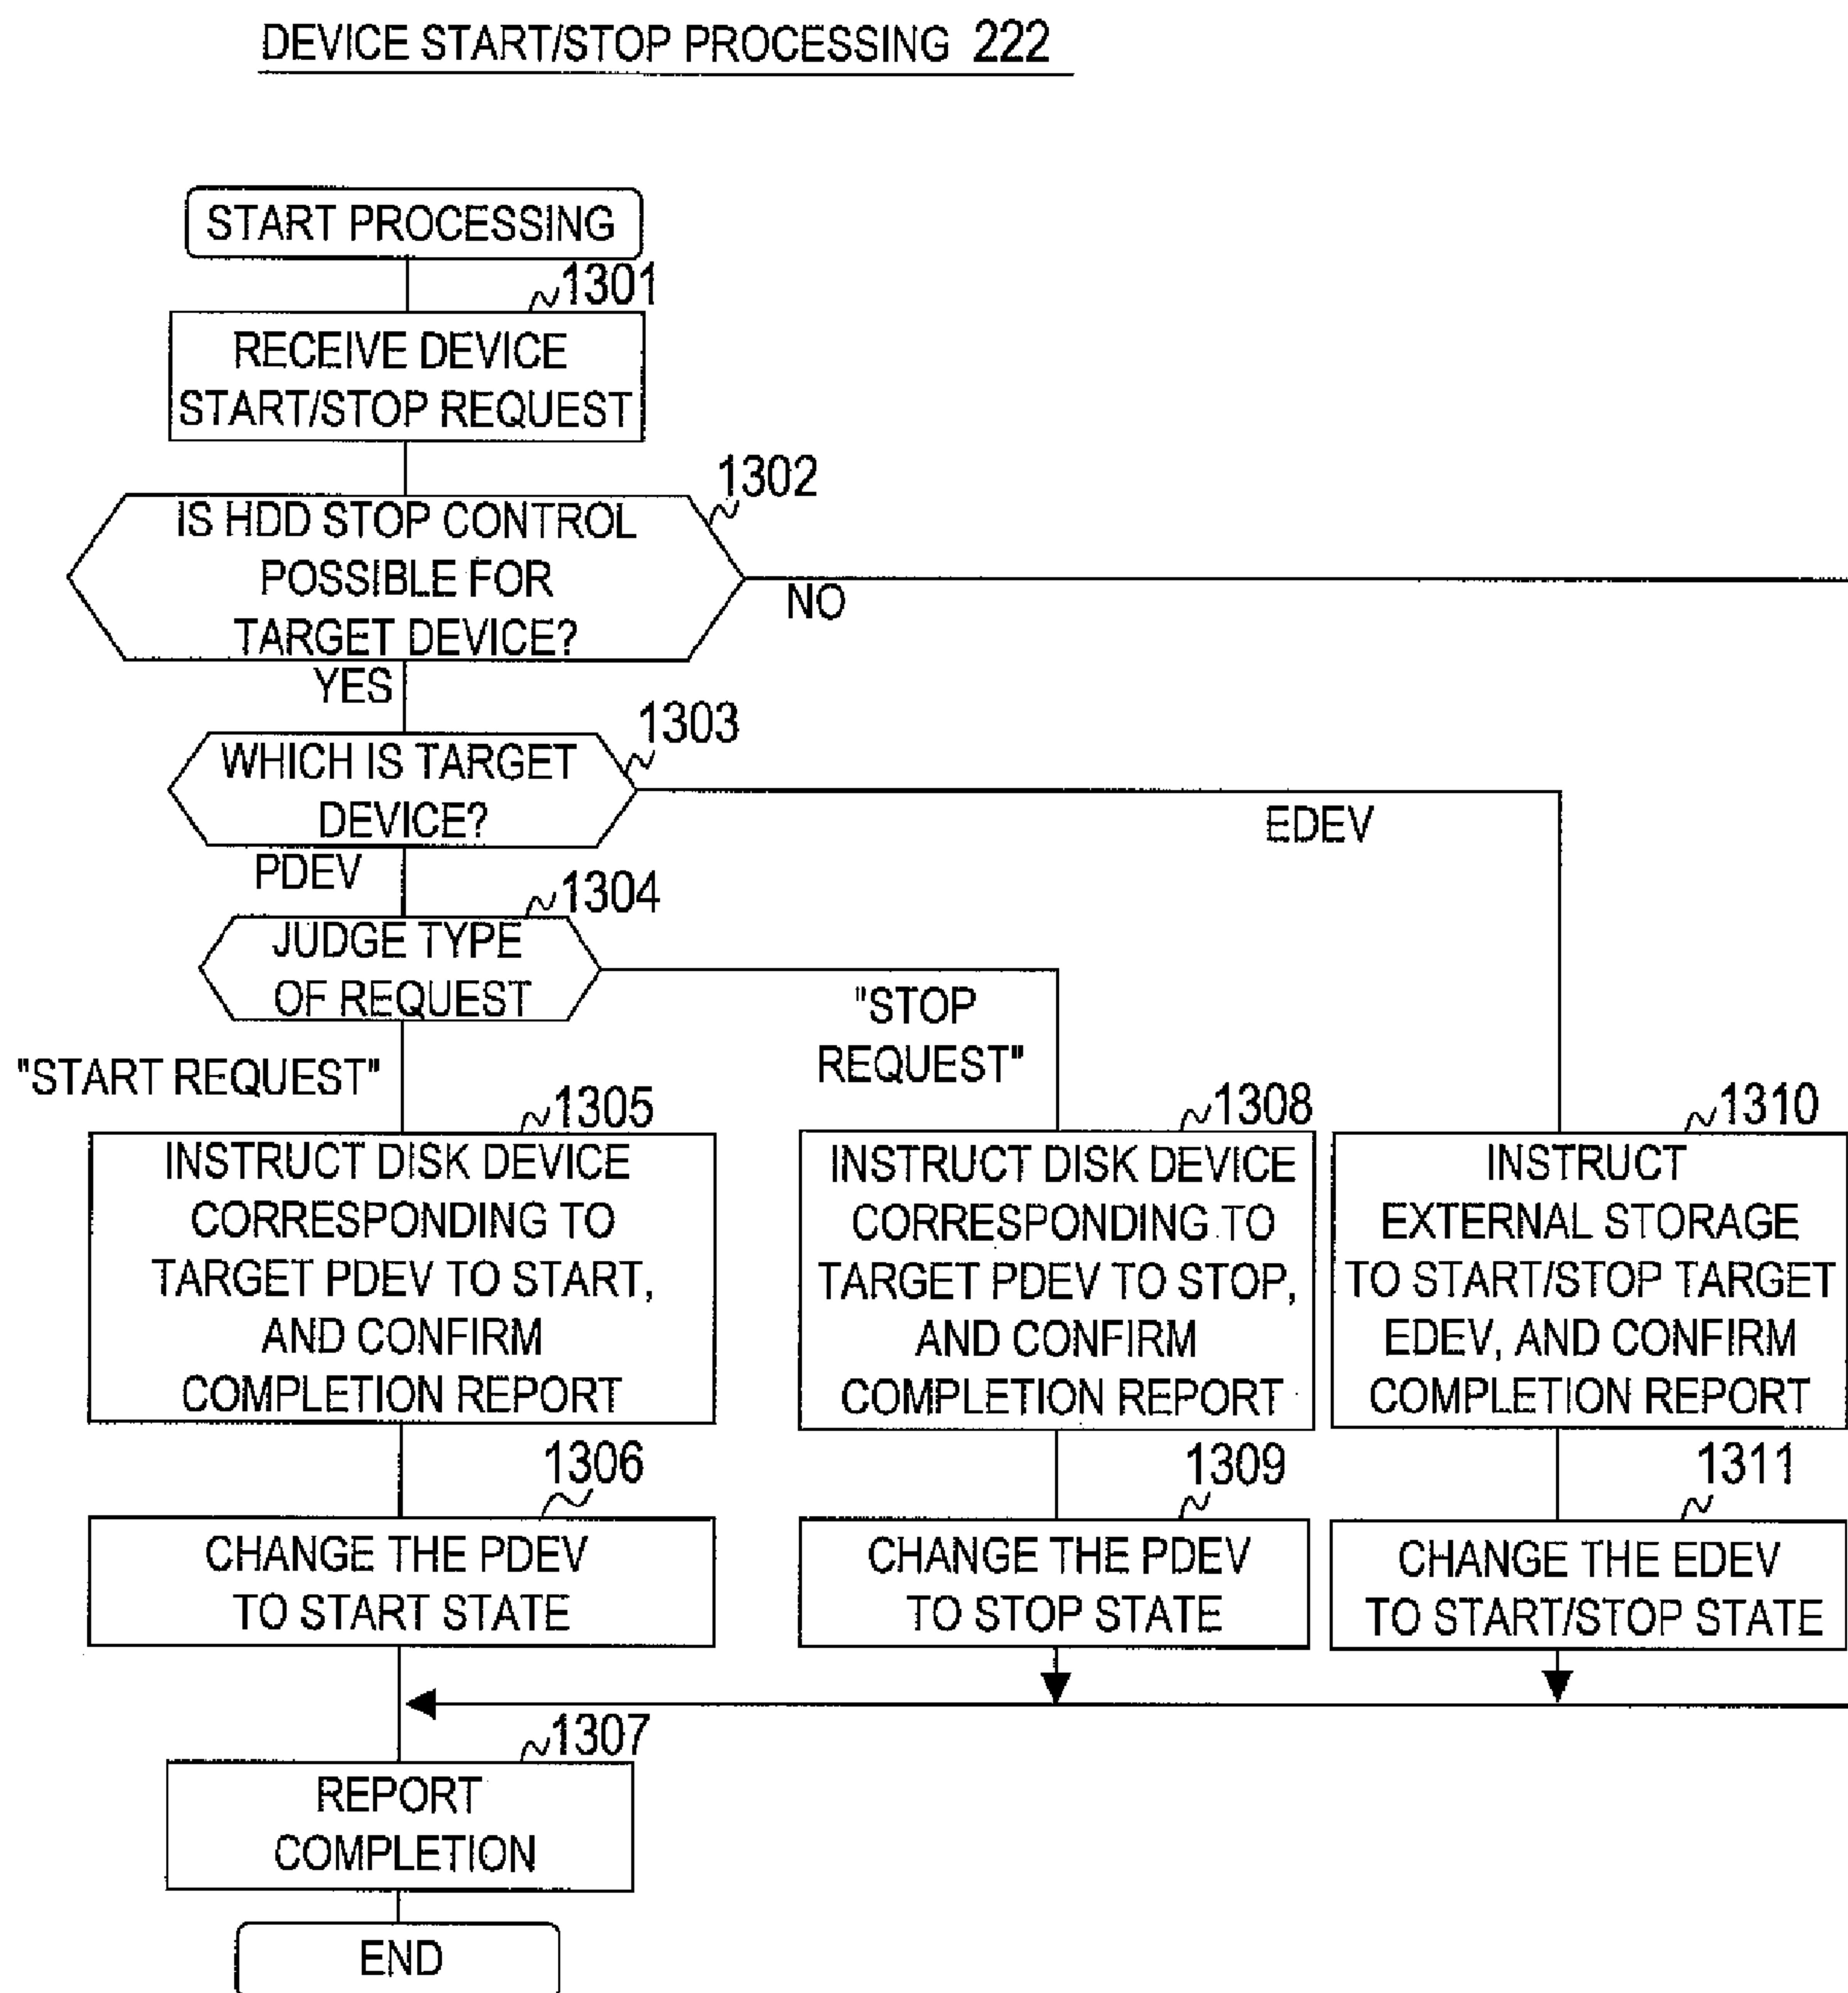 DEVICE START/STOP PROCESSING 222
START PROCESSING
1301
RECEIVE DEVICE
START/STOP REQUEST
1302
IS HDD STOP CONTROL
POSSIBLE FOR
TARGET DEVICE?
NO
YES
1303
WHICH IS TARGET
DEVICE?
EDEV
PDEV
1304
JUDGE TYPE
OF REQUEST
"STOP
REQUEST"
"START REQUEST"
1305
INSTRUCT DISK DEVICE
CORRESPONDING TO
TARGET PDEV TO START,
AND CONFIRM
COMPLETION REPORT
1308
INSTRUCT DISK DEVICE
CORRESPONDING TO
TARGET PDEV TO STOP,
AND CONFIRM
COMPLETION REPORT
1310
INSTRUCT
EXTERNAL STORAGE
TO START/STOP TARGET
EDEV, AND CONFIRM
COMPLETION REPORT
1306
CHANGE THE PDEV
TO START STATE
1309
CHANGE THE PDEV
TO STOP STATE
1311
CHANGE THE EDEV
TO START/STOP STATE
1307
REPORT
COMPLETION
END